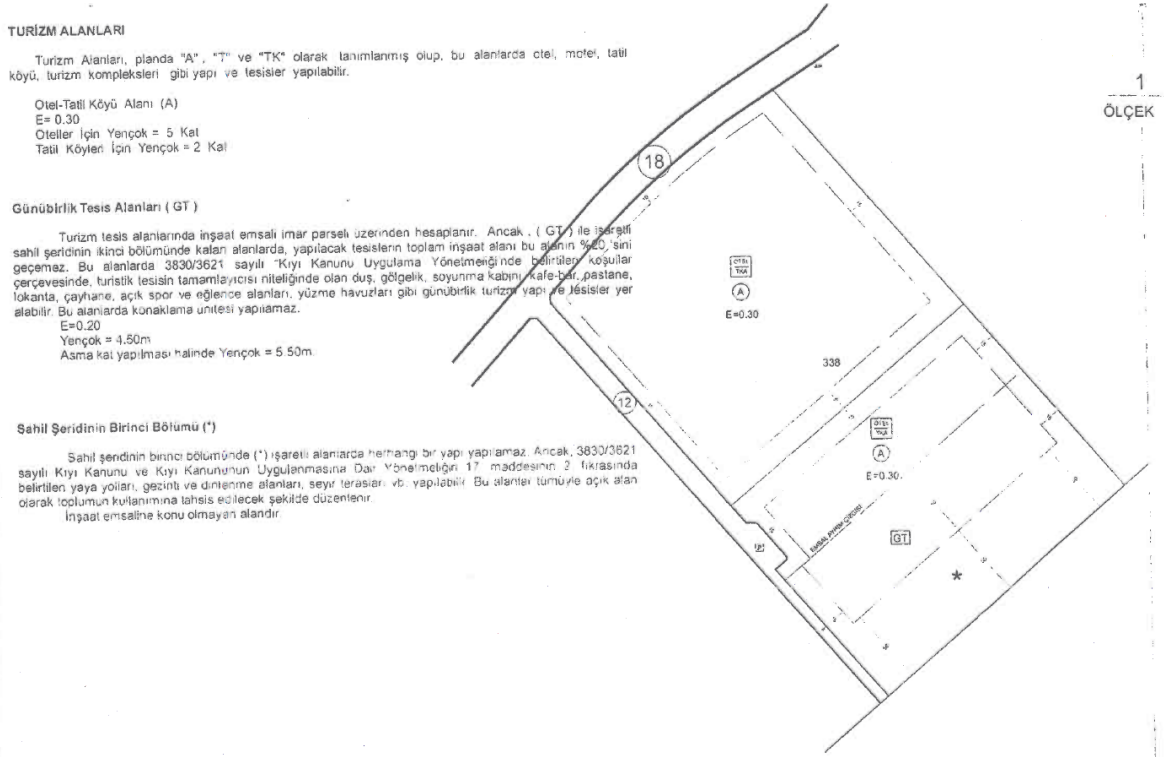 TURİZM ALANLARI
Turizm Alanları, planda "A", "T" ve "TK" olarak tanımlanmış olup, bu alanlarda otel, motel, tatil
köyü, turizm kompleksleri gibi yapı ve tesisler yapılabilir.
Otel-Tatil Köyü Alanı (A)
E= 0.30
Oteller İçin Yençok = 5 Kat
Tatil Köyleri İçin Yençok = 2 Kat
Günübirlik Tesis Alanları ( GT )
Turizm tesis alanlarında inşaat emsali imar parseli üzerinden hesaplanır. Ancak , ( GT ) ile işaretli
sahil şeridinin ikinci bölümünde kalan alanlarda, yapılacak tesislerin toplam inşaat alanı bu alanın %20,'sini
geçemez. Bu alanlarda 3830/3621 sayılı "Kıyı Kanunu Uygulama Yönetmeliği'nde belirtilen koşullar
çerçevesinde, turistik tesisin tamamlayıcısı niteliğinde olan duş, gölgelik, soyunma kabini, kafe-bar, pastane,
lokanta, çayhane, açık spor ve eğlence alanları, yüzme havuzları gibi günübirlik turizm yapı ve tesisler yer
alabilir. Bu alanlarda konaklama ünitesi yapılamaz.
E=0.20
Yençok = 4.50m
Asma kat yapılması halinde Yençok = 5.50m
Sahil Şeridinin Birinci Bölümü (*)
Sahil şeridinin birinci bölümünde (*) işaretli alanlarda herhangi bir yapı yapılamaz. Ancak, 3830/3621
sayılı Kıyı Kanunu ve Kıyı Kanununun Uygulanmasına Dair Yönetmeliğin 17. maddesinin 2. fıkrasında
belirtilen yaya yolları, gezinti ve dinlenme alanları, seyir terasları vb. yapılabilir. Bu alanlar tümüyle açık alan
olarak toplumun kullanımına tahsis edilecek şekilde düzenlenir.
İnşaat emsaline konu olmayan alandır.
1
ÖLÇEK
18
OTEL
TKA
A
E=0.30
338
12
OTEL
TKA
A
E=0.30.
EMSAL AYRIM ÇİZGİSİ
GT
*